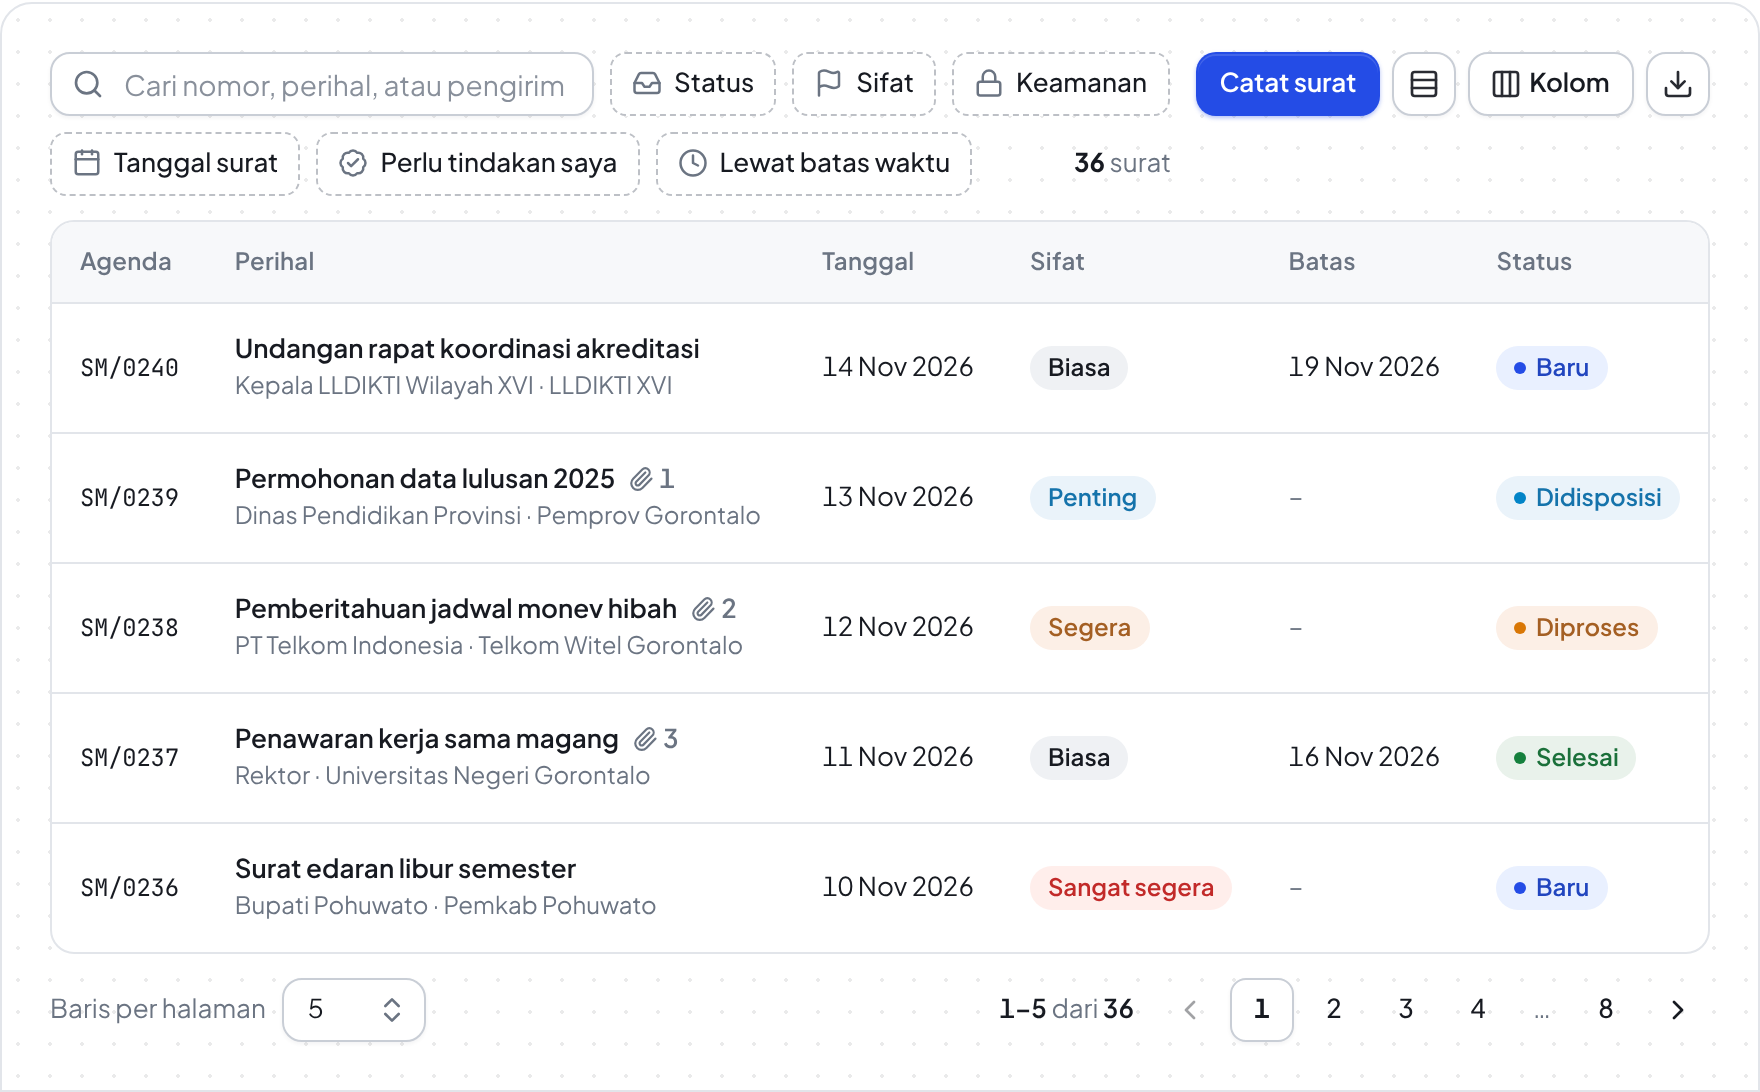 Cari nomor, perihal, atau pengirim Status Sifat Keamanan Catat surat Kolom
Tanggal surat Perlu tindakan saya Lewat batas waktu 36 surat
Agenda Perihal Tanggal Sifat Batas Status
SM/0240 Undangan rapat koordinasi akreditasi 14 Nov 2026 Biasa 19 Nov 2026 Baru
Kepala LLDIKTI Wilayah XVI · LLDIKTI XVI
SM/0239 Permohonan data lulusan 2025 1 13 Nov 2026 Penting – Didisposisi
Dinas Pendidikan Provinsi · Pemprov Gorontalo
SM/0238 Pemberitahuan jadwal monev hibah 2 12 Nov 2026 Segera – Diproses
PT Telkom Indonesia · Telkom Witel Gorontalo
SM/0237 Penawaran kerja sama magang 3 11 Nov 2026 Biasa 16 Nov 2026 Selesai
Rektor · Universitas Negeri Gorontalo
SM/0236 Surat edaran libur semester 10 Nov 2026 Sangat segera – Baru
Bupati Pohuwato · Pemkab Pohuwato
Baris per halaman 5 1–5 dari 36 1 2 3 4 ... 8